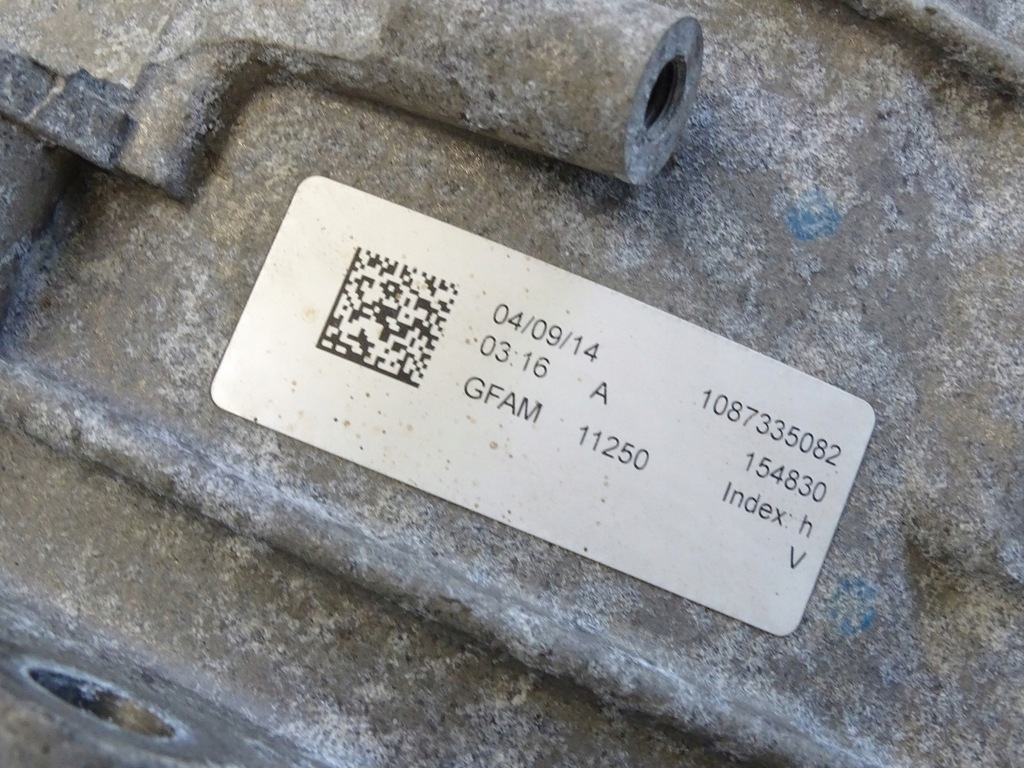 04/09/14
03:16 A 1087335082
GFAM 11250 154830
Index: h
V